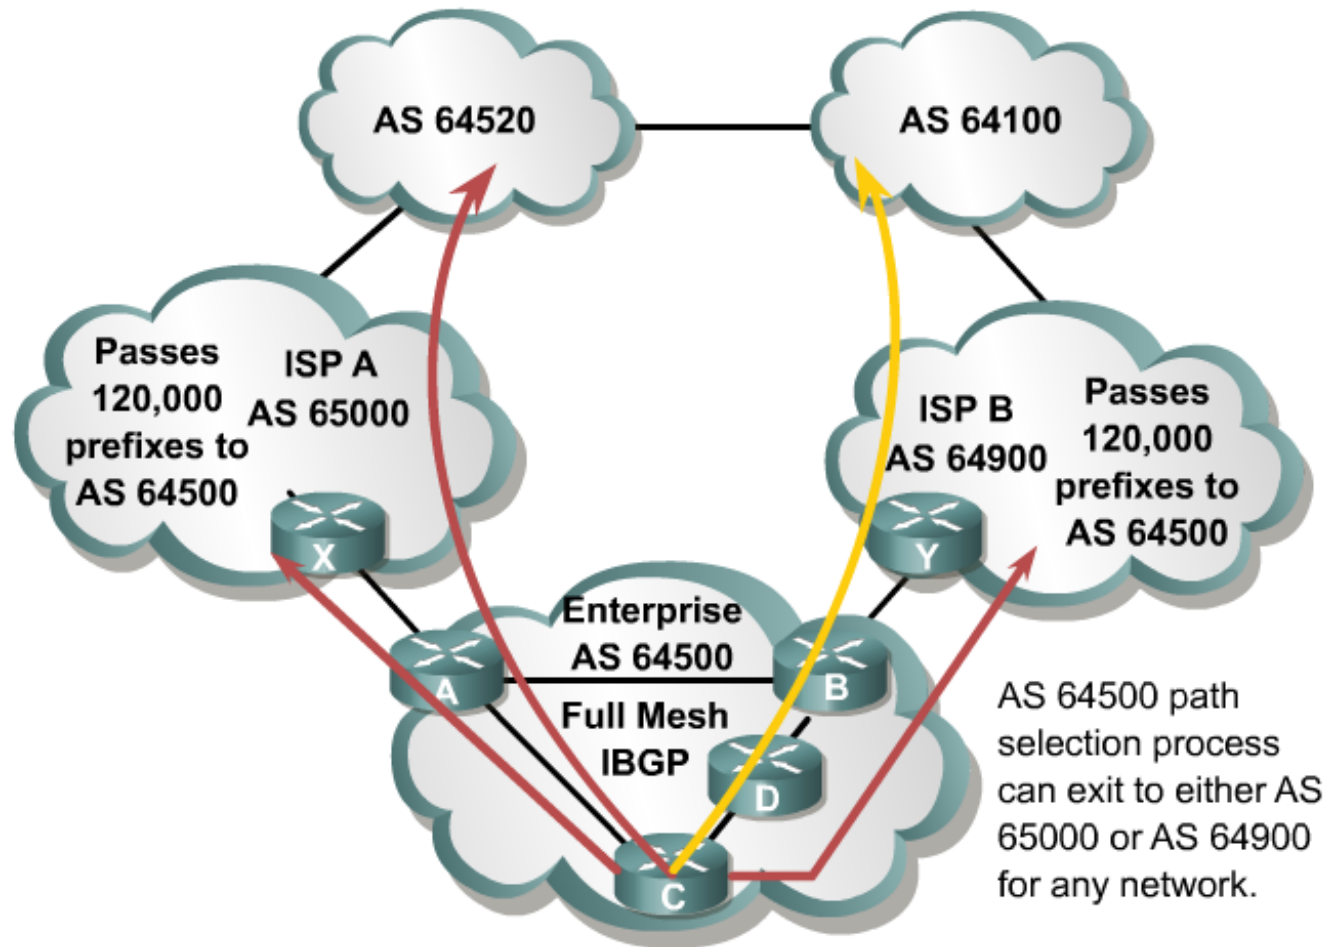 AS 64520
AS 64100
Passes
120,000
prefixes to
AS 64500
ISP A
AS 65000
ISP B
AS 64900
Passes
120,000
prefixes to
AS 64500
X
Y
Enterprise
AS 64500
A
B
Full Mesh
IBGP
D
C
AS 64500 path
selection process
can exit to either AS
65000 or AS 64900
for any network.